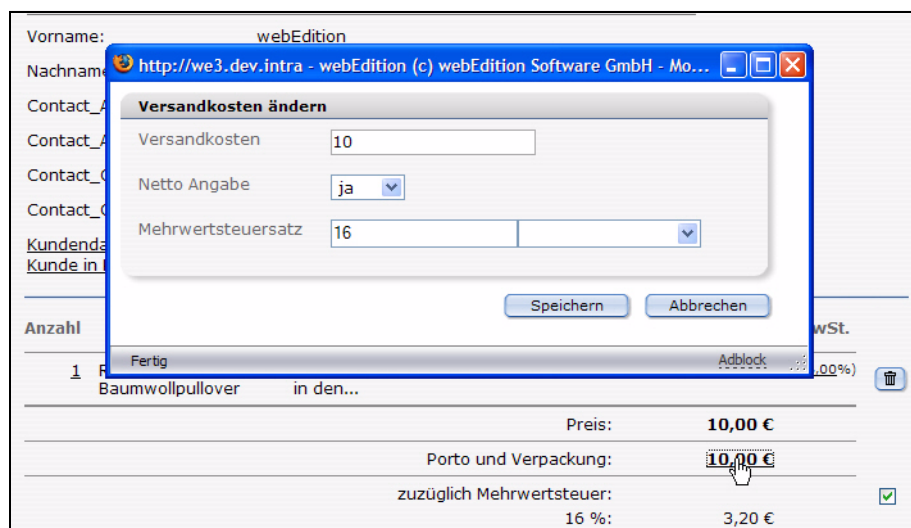 Vorname: webEdition
Nachname
http://we3.dev.intra - webEdition (c) webEdition Software GmbH - Mo...
Versandkosten ändern
Contact_
Versandkosten 10
Contact_
Contact_
Netto Angabe ja
Contact_
Mehrwertsteuersatz 16
Kundenda
Kunde in
Speichern Abbrechen
Anzahl wSt.
Fertig Adblock
1 ,00%)
Baumwollpullover in den...
Preis: 10,00 €
Porto und Verpackung: 10,00 €
zuzüglich Mehrwertsteuer:
16 %: 3,20 €